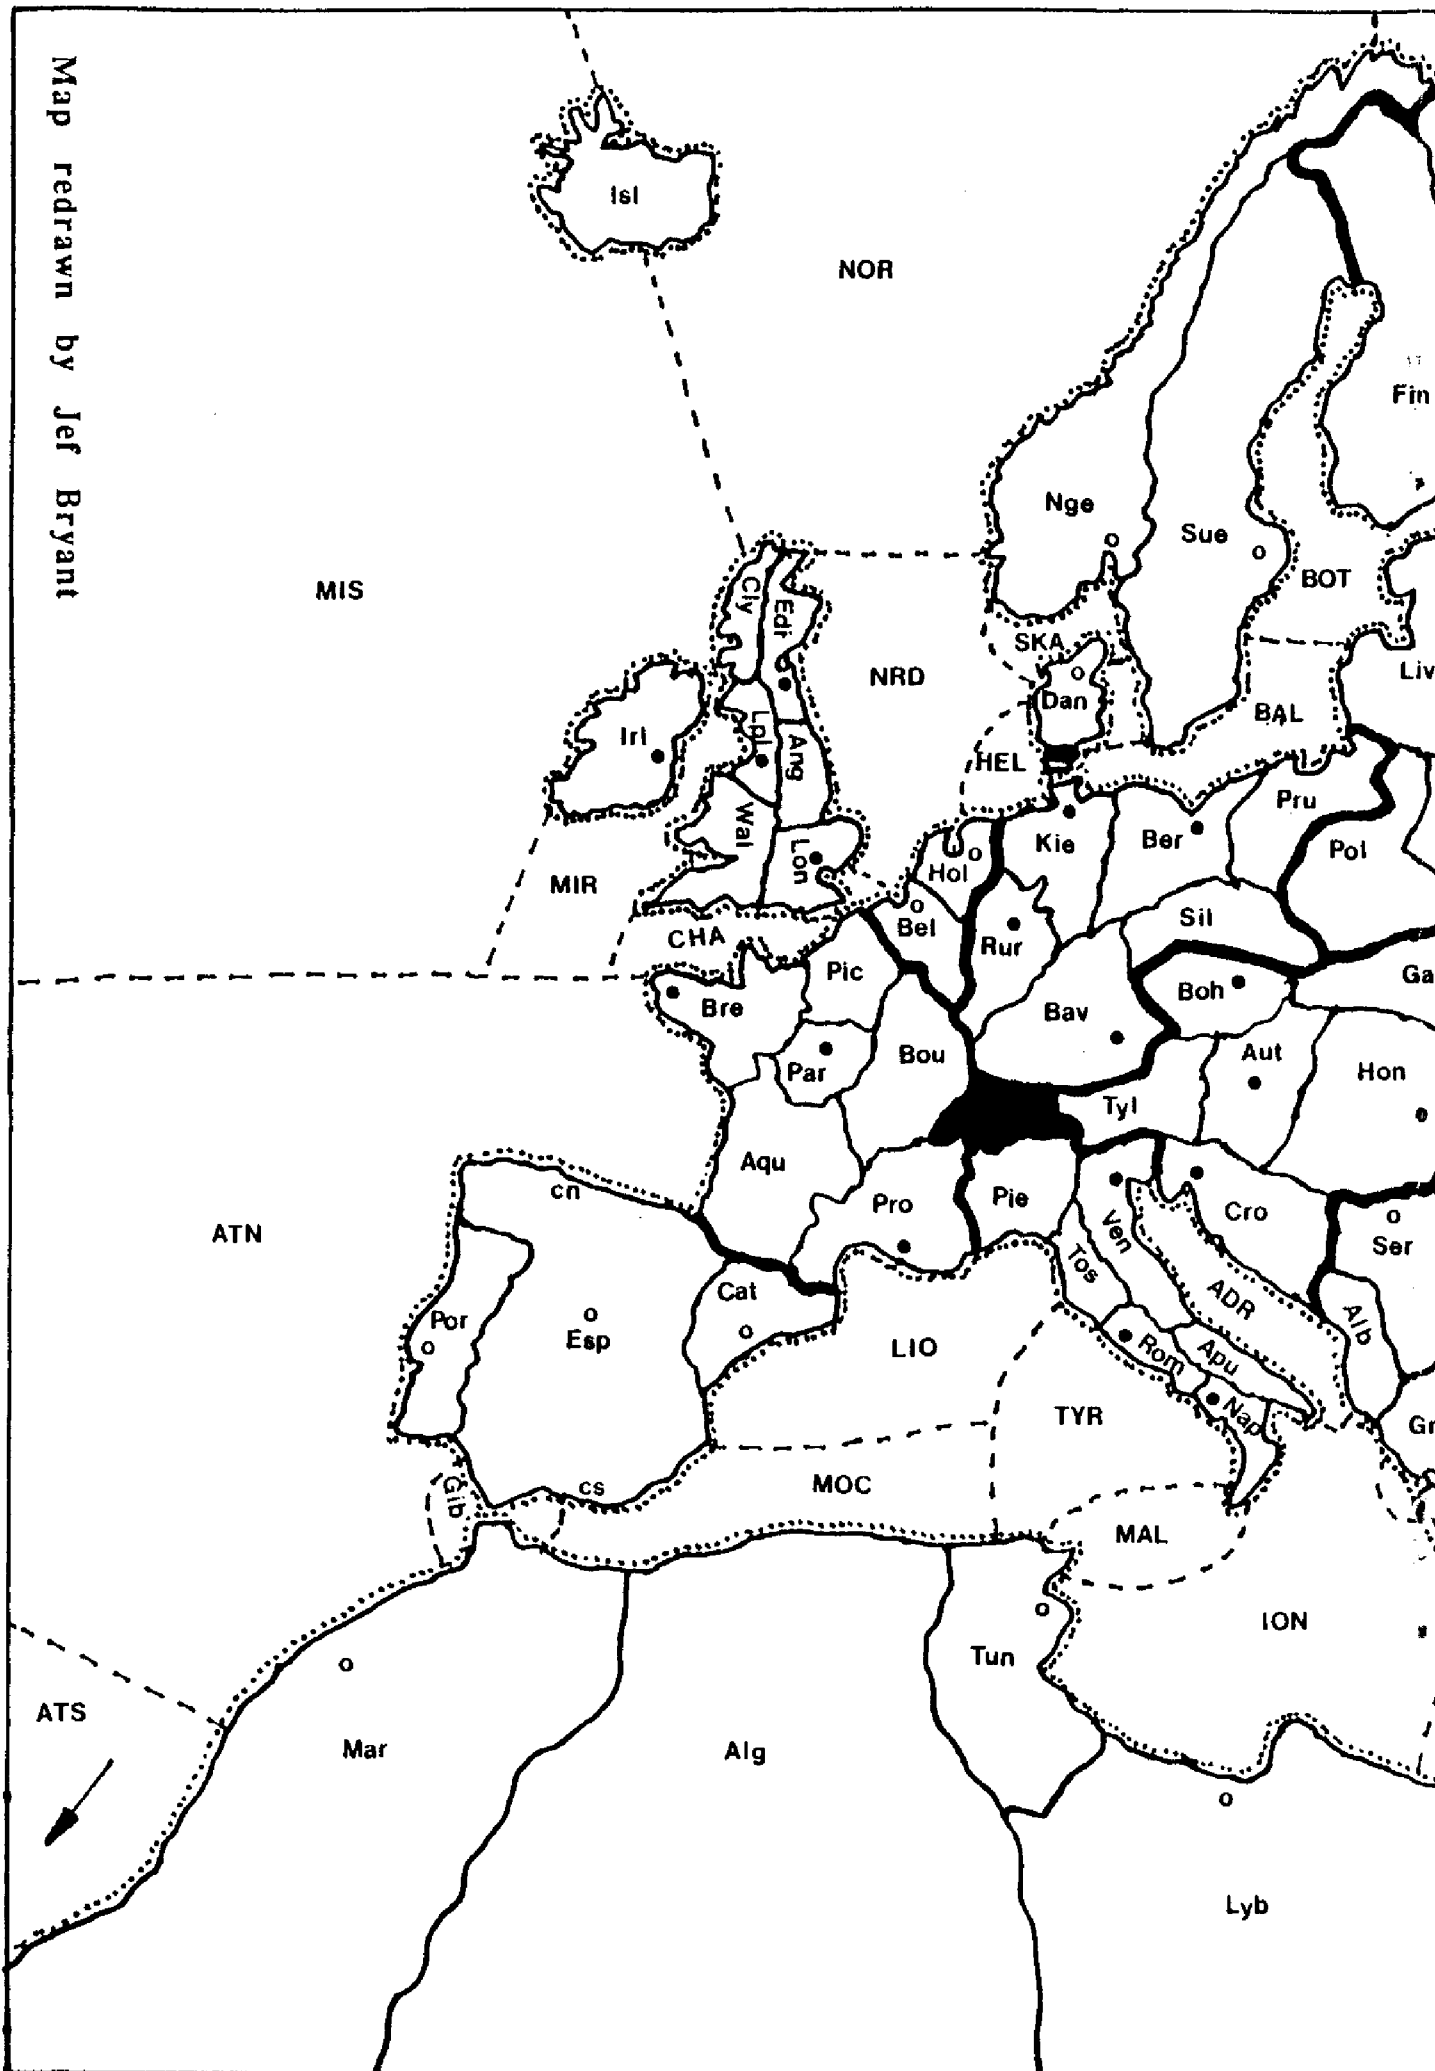 Map redrawn by Jef Bryant
Isl
NOR
Fin
Nge
Sue
MIS
Cly
Edi
BOT
SKA
NRD
Liv
Dan
Irl
Lpl
Ang
BAL
HEL
Pru
Wal
Lon
Kie
Ber
Pol
MIR
Hol
Bel
Sil
CHA
Rur
Pic
Ga
Boh
Bre
Bav
Par
Bou
Aut
Hon
Tyl
Aqu
cn
Pro
Pie
Ven
Cro
ATN
Ser
Tos
Cat
ADR
Por
Esp
Alb
LIO
Rom
Apu
TYR
Nap
Gr
Gib
cs
MOC
MAL
ION
Tun
ATS
Mar
Alg
Lyb